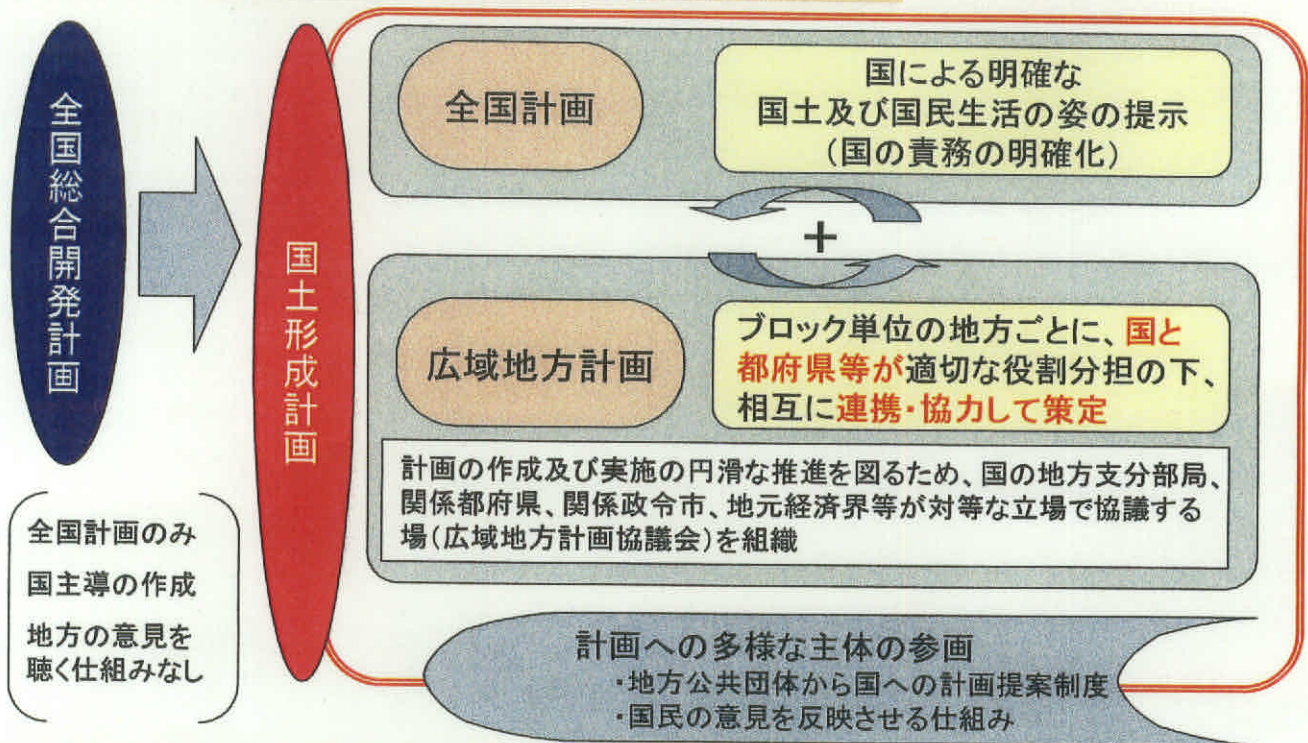 全国総合開発計画
全国計画のみ
国主導の作成
地方の意見を
聴く仕組みなし
国土形成計画
全国計画
国による明確な
国土及び国民生活の姿の提示
(国の責務の明確化)
+
広域地方計画
ブロック単位の地方ごとに、国と
都府県等が適切な役割分担の下、
相互に連携・協力して策定
計画の作成及び実施の円滑な推進を図るため、国の地方支分部局、
関係都府県、関係政令市、地元経済界等が対等な立場で協議する
場(広域地方計画協議会)を組織
計画への多様な主体の参画
・地方公共団体から国への計画提案制度
・国民の意見を反映させる仕組み